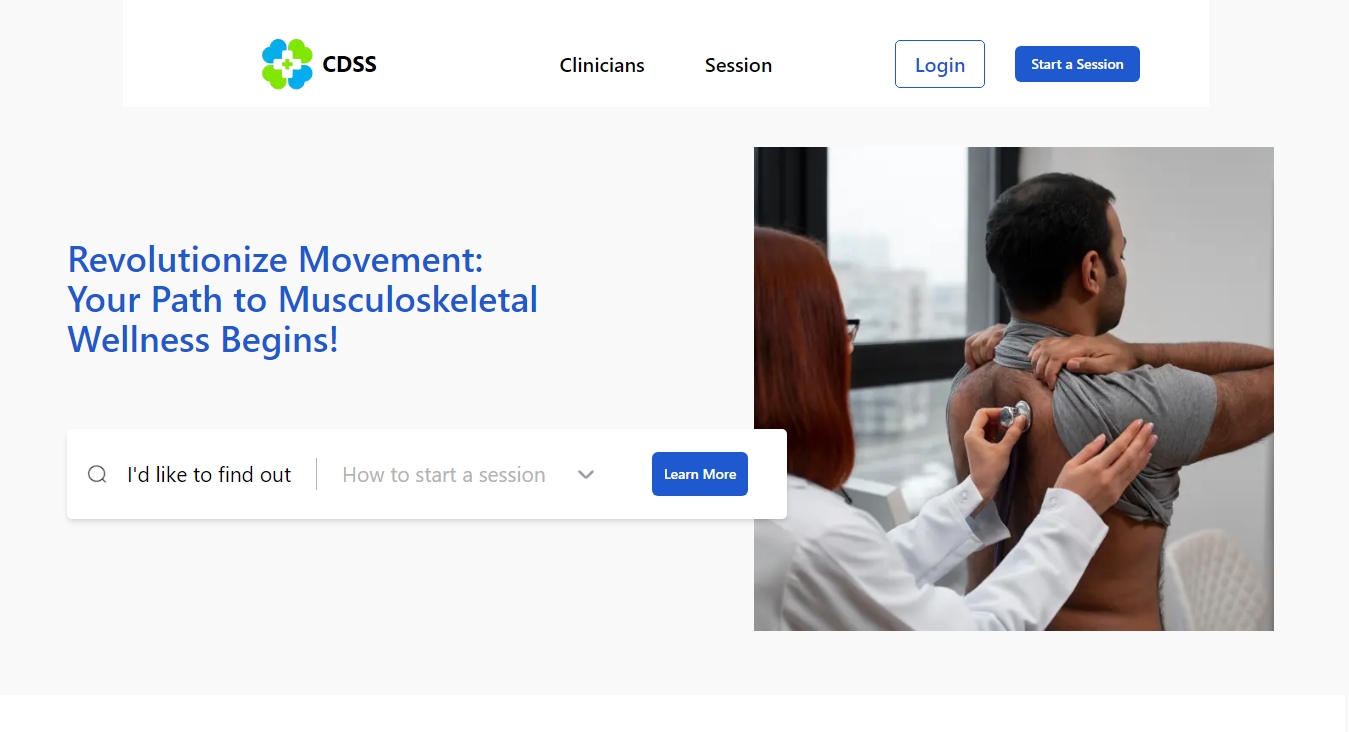 CDSS
Clinicians
Session
Login
Start a Session
Revolutionize Movement:
Your Path to Musculoskeletal
Wellness Begins!
I'd like to find out
How to start a session
Learn More